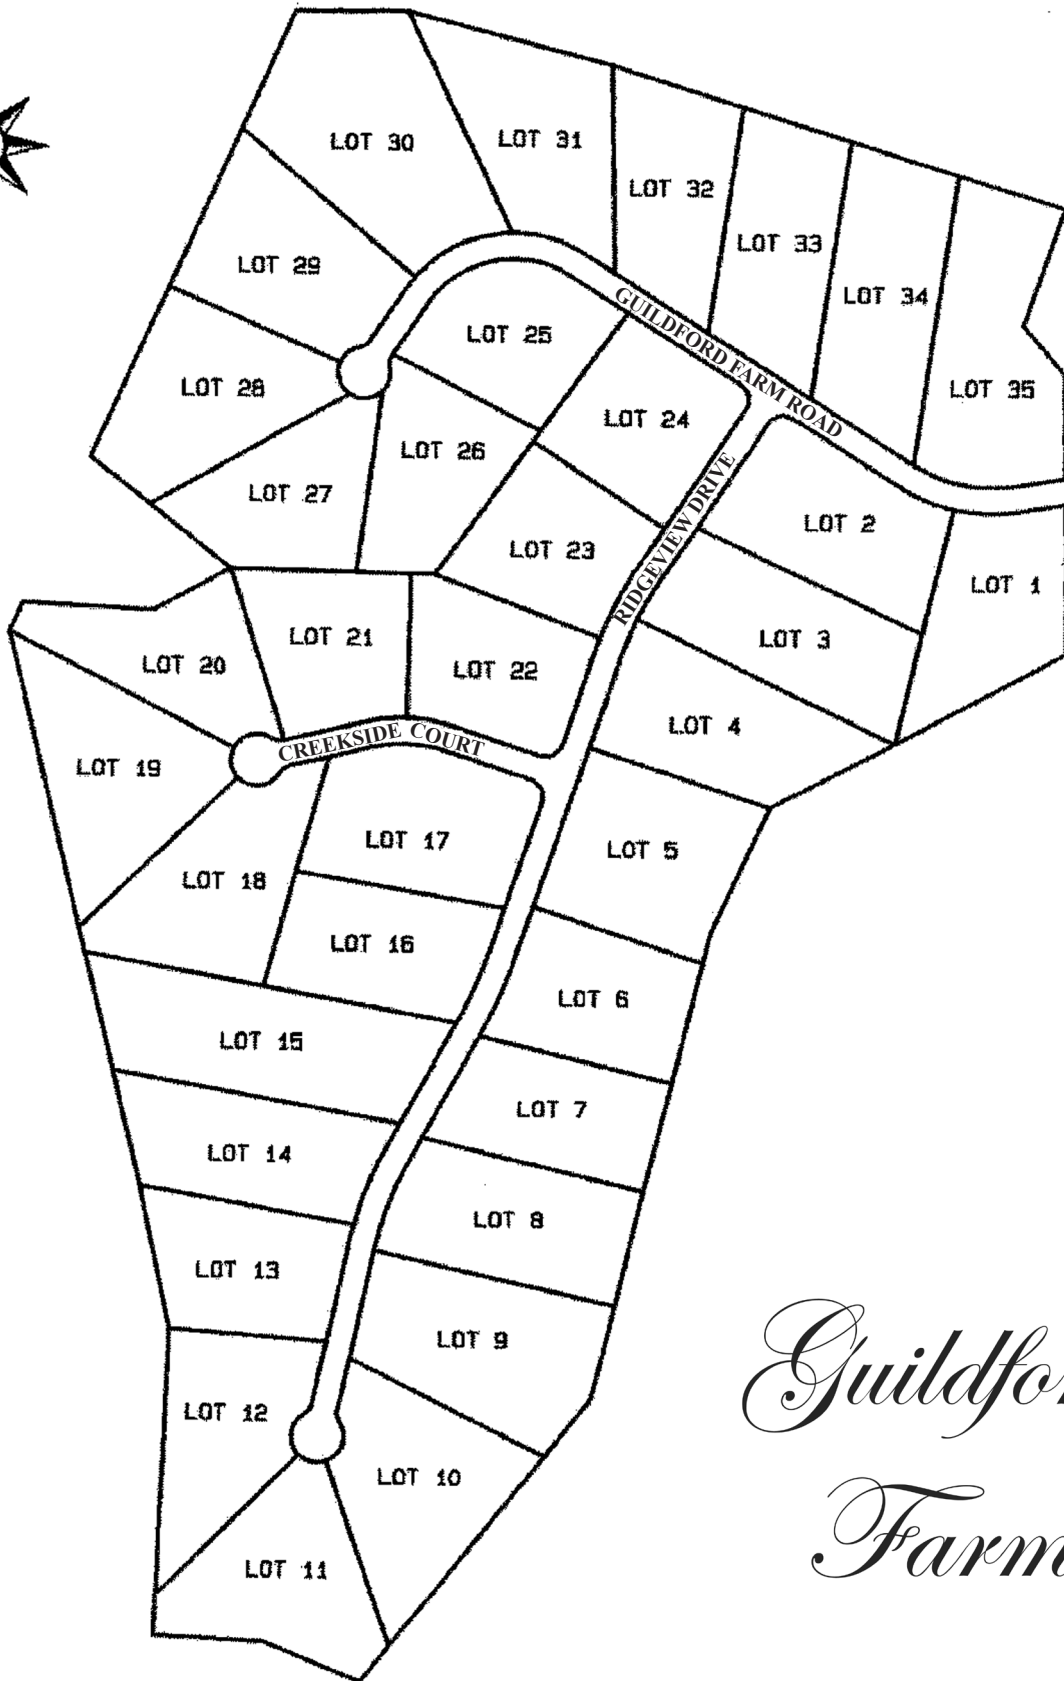 LOT 30
LOT 31
LOT 32
LOT 33
LOT 29
LOT 34
GUILDFORD FARM ROAD
LOT 25
LOT 28
LOT 35
LOT 24
LOT 26
LOT 27
RIDGEVIEW DRIVE
LOT 2
LOT 23
LOT 1
LOT 21
LOT 3
LOT 20
LOT 22
LOT 4
CREEKSIDE COURT
LOT 19
LOT 17
LOT 5
LOT 18
LOT 16
LOT 6
LOT 15
LOT 7
LOT 14
LOT 8
LOT 13
LOT 9
LOT 12
LOT 10
LOT 11